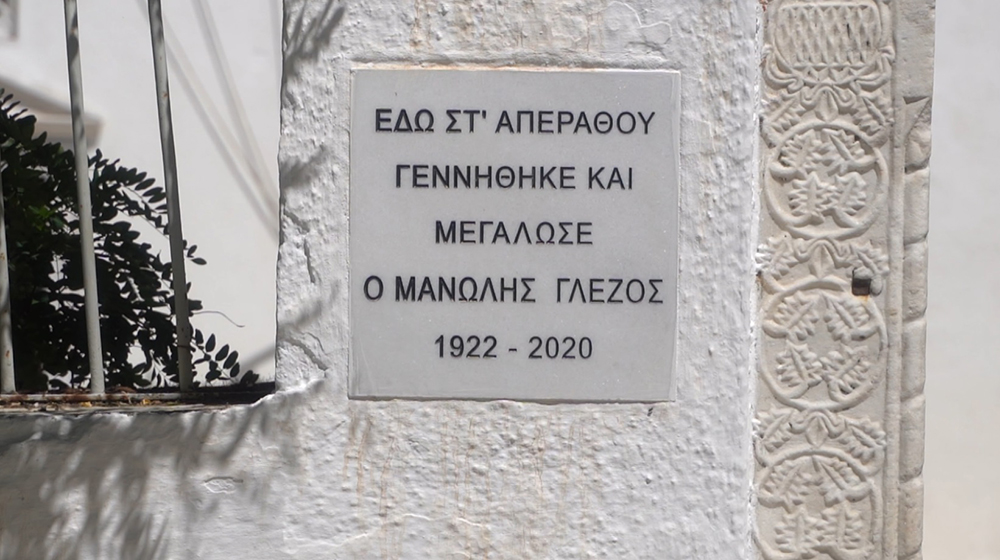 ΕΔΩ ΣΤ' ΑΠΕΡΑΘΟΥ
ΓΕΝΝΗΘΗΚΕ ΚΑΙ
ΜΕΓΑΛΩΣΕ
Ο ΜΑΝΩΛΗΣ ΓΛΕΖΟΣ
1922 - 2020